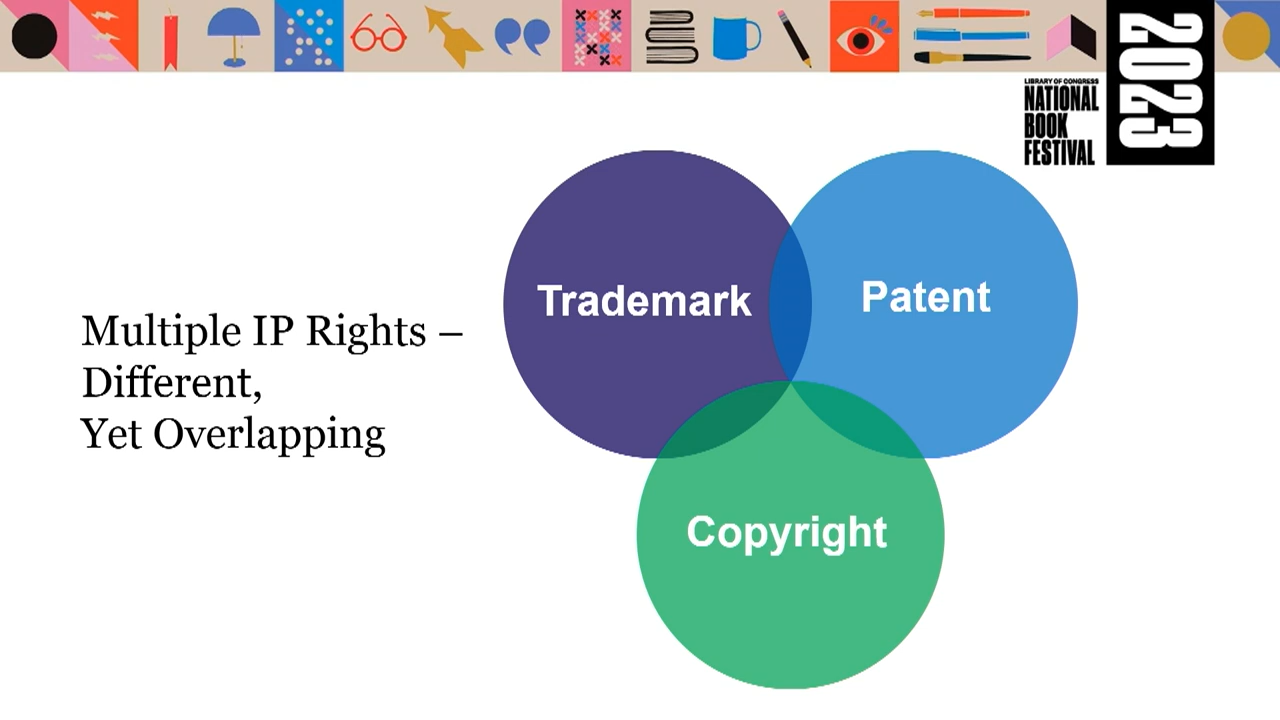 LIBRARY OF CONGRESS
NATIONAL
BOOK
FESTIVAL
2023
Multiple IP Rights –
Different,
Yet Overlapping
Trademark
Patent
Copyright